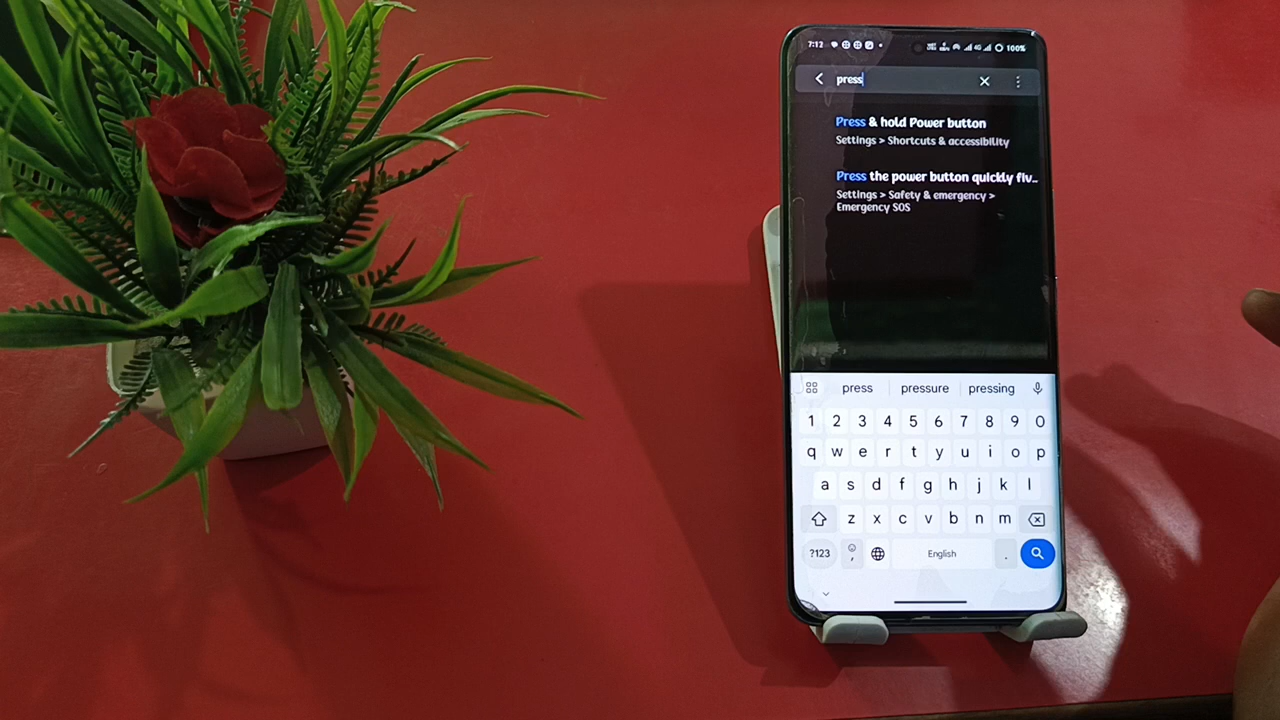 7:12
4G 100%
press
Press & hold Power button
Settings > Shortcuts & accessibility
Press the power button quickly fiv..
Settings > Safety & emergency >
Emergency SOS
press pressure pressing
1 2 3 4 5 6 7 8 9 0
q w e r t y u i o p
a s d f g h j k l
z x c v b n m
?123 , English .